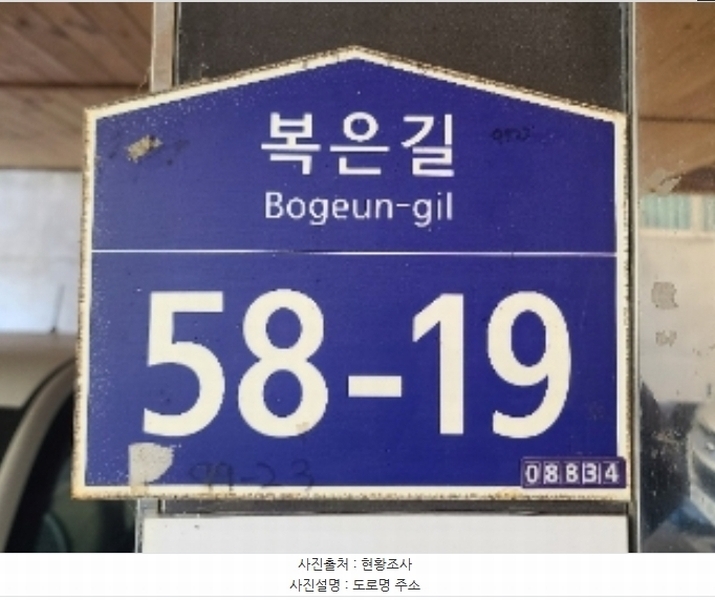 복은길
Bogeun-gil
58-19
08834
사진출처 : 현황조사
사진설명 : 도로명 주소